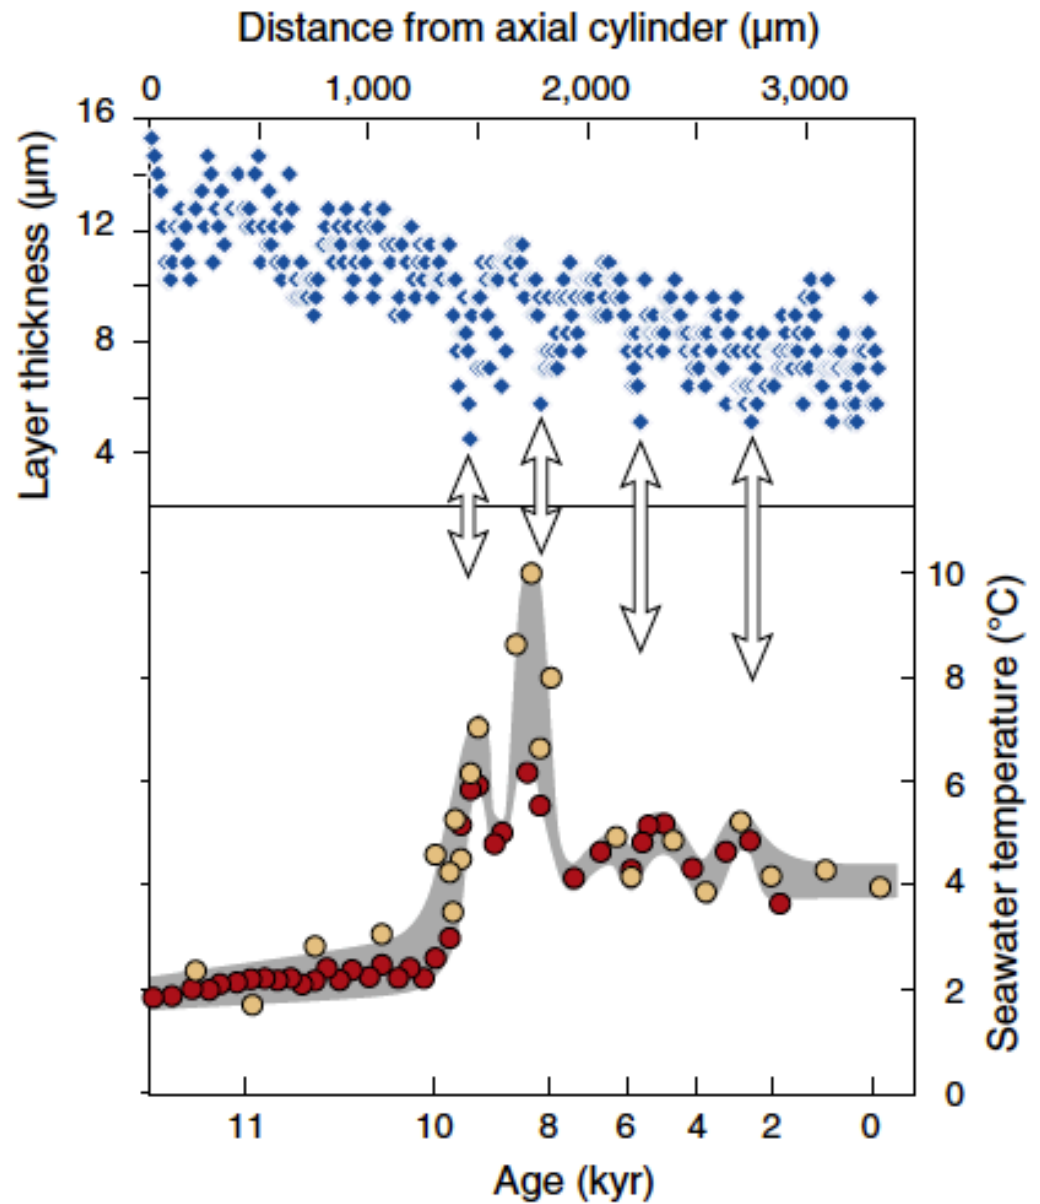 Distance from axial cylinder (µm)
0 1,000 2,000 3,000
Layer thickness (µm)
16
12
8
4
10
8
6
4
2
0
Seawater temperature (°C)
11 10 8 6 4 2 0
Age (kyr)